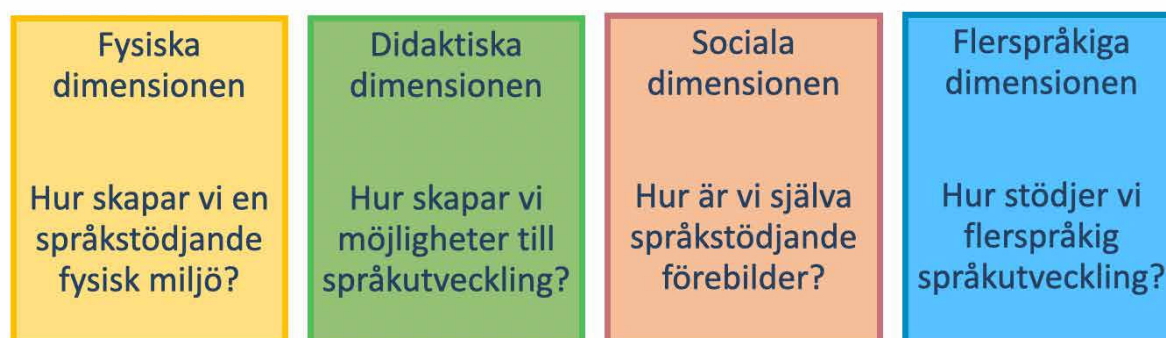 Fysiska
dimensionen
Hur skapar vi en
språkstödjande
fysisk miljö?
Didaktiska
dimensionen
Hur skapar vi
möjligheter till
språkutveckling?
Sociala
dimensionen
Hur är vi själva
språkstödjande
förebilder?
Flerspråkiga
dimensionen
Hur stödjer vi
flerspråkig
språkutveckling?